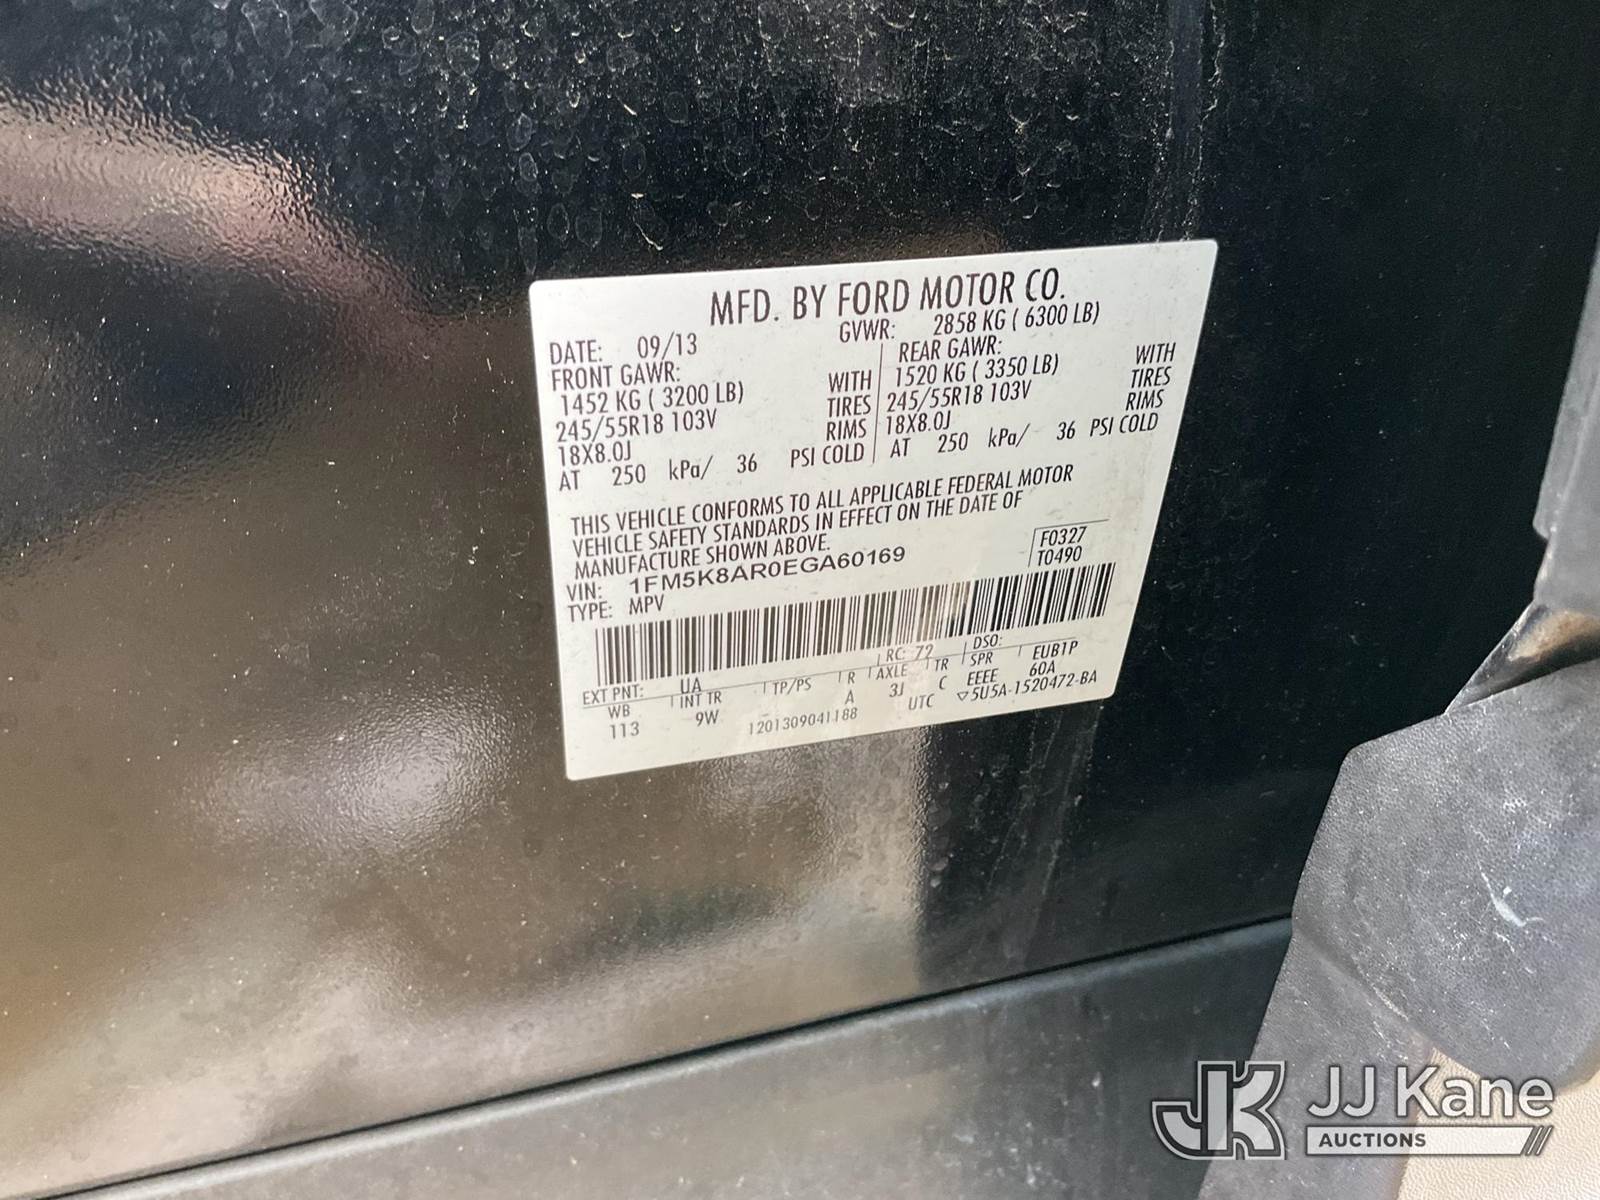 MFD. BY FORD MOTOR CO.
DATE: 09/13 GVWR: 2858 KG ( 6300 LB)
FRONT GAWR: REAR GAWR:
1452 KG ( 3200 LB) WITH 1520 KG ( 3350 LB) WITH
245/55R18 103V TIRES 245/55R18 103V TIRES
18X8.0J RIMS 18X8.0J RIMS
AT 250 kPa/ 36 PSI COLD AT 250 kPa/ 36 PSI COLD
THIS VEHICLE CONFORMS TO ALL APPLICABLE FEDERAL MOTOR
VEHICLE SAFETY STANDARDS IN EFFECT ON THE DATE OF
MANUFACTURE SHOWN ABOVE.
VIN: 1FM5K8AR0EGA60169 F0327
TYPE: MPV T0490
EXT PNT: UA RC: 72 DSO:
WB INT TR TP/PS R AXLE TR SPR EUB1P
113 9W A 3J C EEEE 60A
1201309041188 UTC ▽5U5A-1520472-BA
JK JJ Kane
AUCTIONS